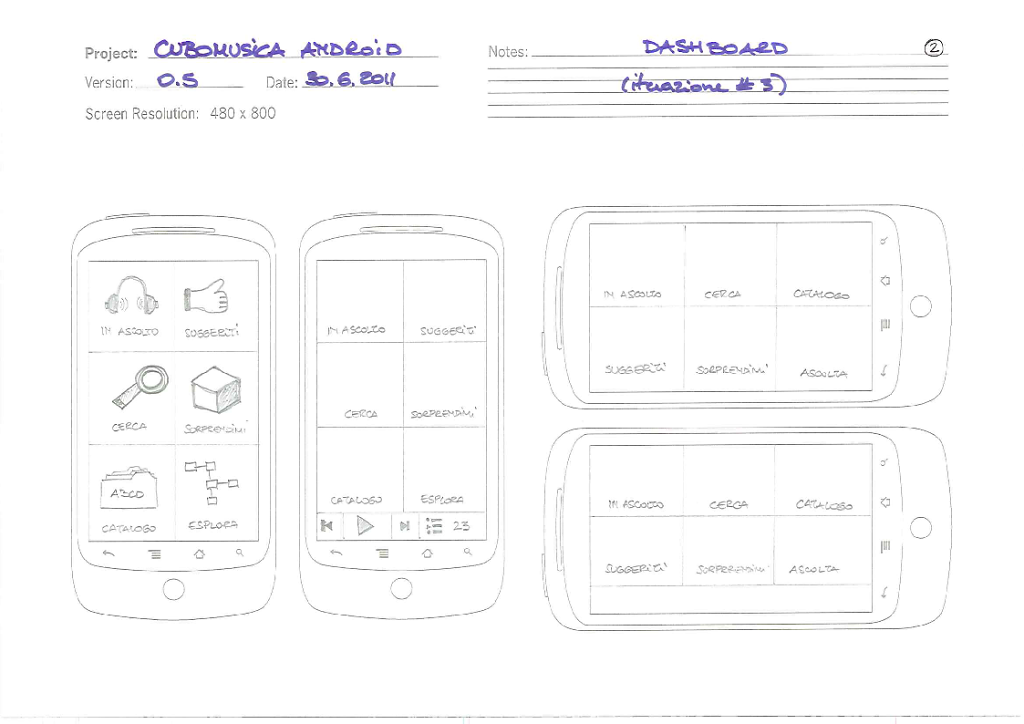 Project: CUBOMUSICA ANDROID
Notes: DASHBOARD
2
Version: 0.5 Date: 30.6.2011
(iterazione # 3)
Screen Resolution: 480 x 800
IN ASCOLTO SUGGERITI
CERCA SORPRENDIMI
ABCD
CATALOGO ESPLORA
IN ASCOLTO SUGGERITI
CERCA SORPRENDIMI
CATALOGO ESPLORA
23
IN ASCOLTO CERCA CATALOGO
SUGGERITI SORPRENDIMI ASCOLTA
IN ASCOLTO CERCA CATALOGO
SUGGERITI SORPRENDIMI ASCOLTA